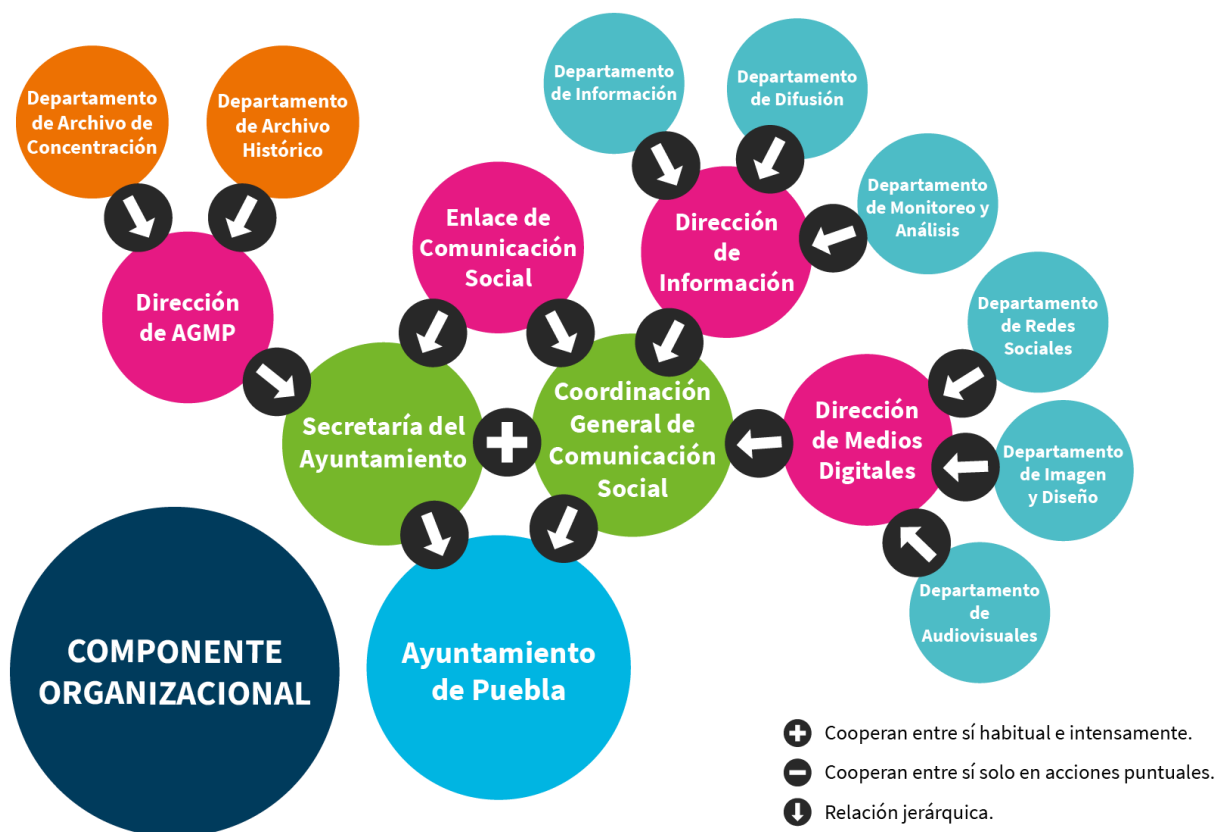 Departamento
de Archivo de
Concentración
Departamento
de Archivo
Histórico
Departamento
de Información
Departamento
de Difusión
Departamento
de Monitoreo y
Análisis
Enlace de
Comunicación
Social
Dirección
de
Información
Dirección
de AGMP
Departamento
de Redes
Sociales
Secretaría del
Ayuntamiento
Coordinación
General de
Comunicación
Social
Dirección
de Medios
Digitales
Departamento
de Imagen
y Diseño
Departamento
de
Audiovisuales
COMPONENTE
ORGANIZACIONAL
Ayuntamiento
de Puebla
Cooperan entre sí habitual e intensamente.
Cooperan entre sí solo en acciones puntuales.
Relación jerárquica.